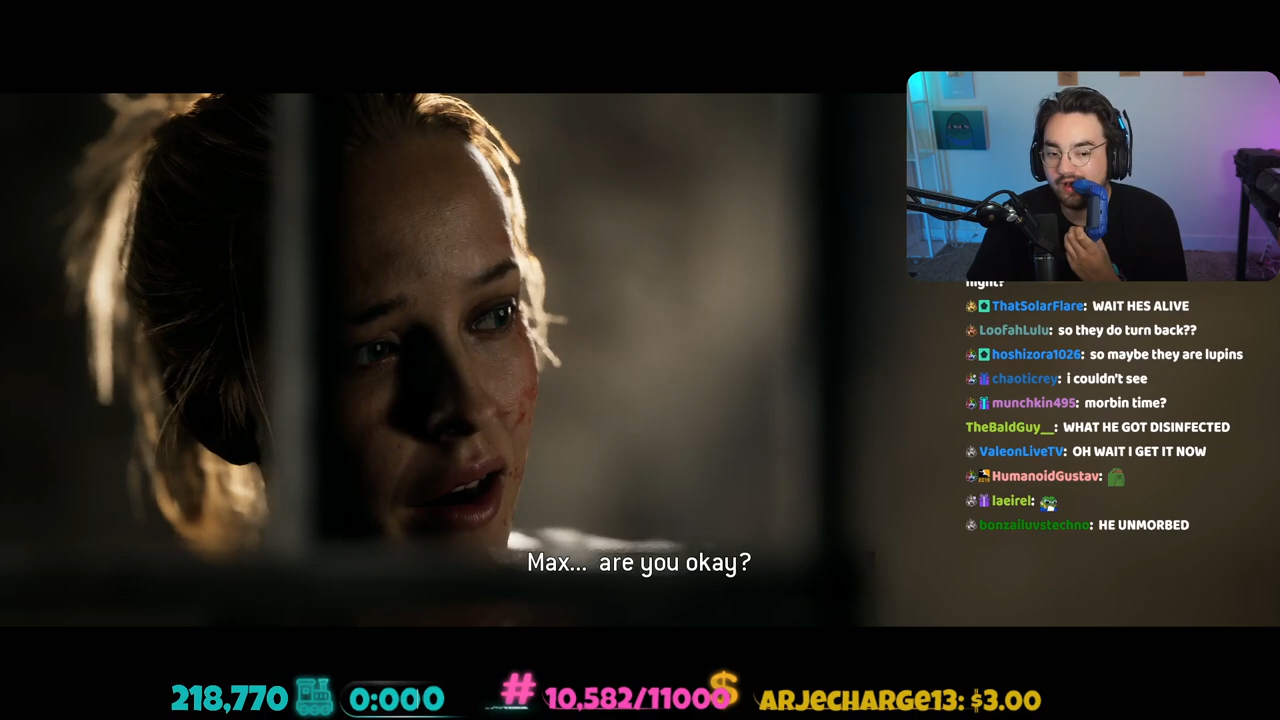 night?
ThatSolarFlare: WAIT HES ALIVE
LoofahLulu: so they do turn back??
hoshizora1026: so maybe they are lupins
chaoticrey: i couldn't see
munchkin495: morbin time?
TheBaldGuy__: WHAT HE GOT DISINFECTED
ValeonLiveTV: OH WAIT I GET IT NOW
HumanoidGustav:
laeirel:
bonzailuvstechno: HE UNMORBED
Max... are you okay?
218,770 0:000 # 10,582/11000 $ ARJECHARGE13: $3.00